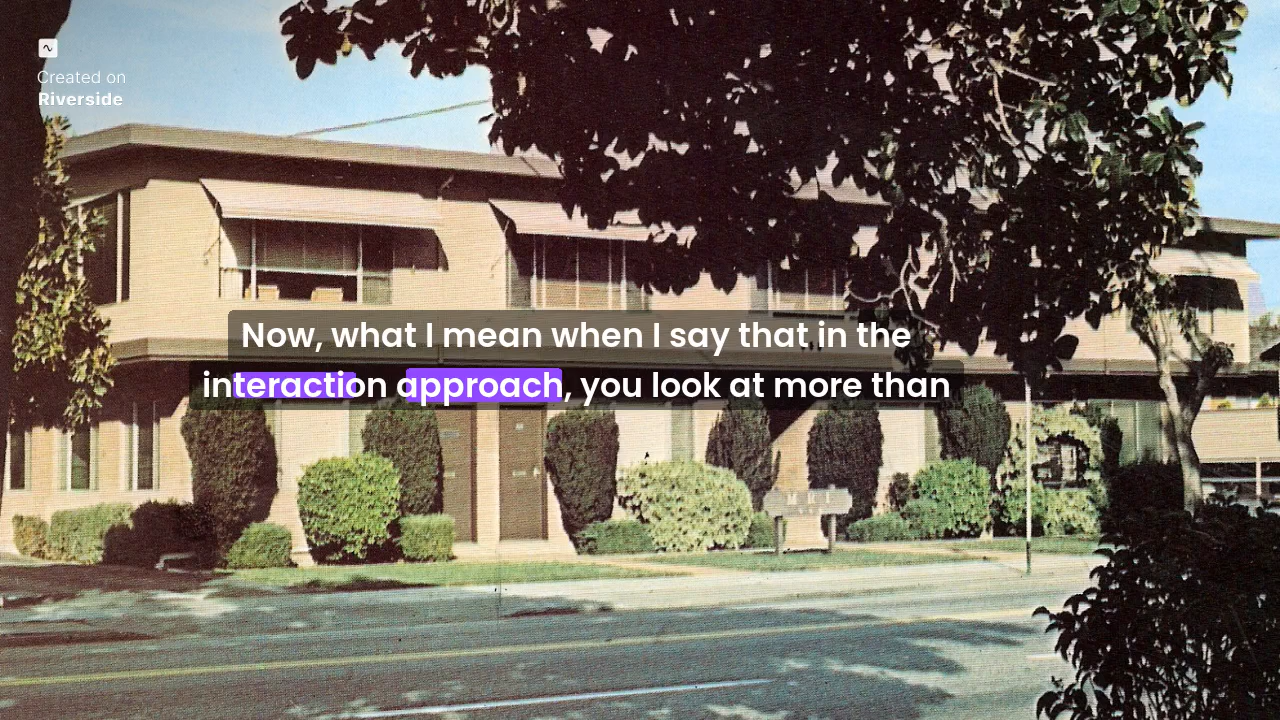 Created on
Riverside
Now, what I mean when I say that in the
interaction approach, you look at more than